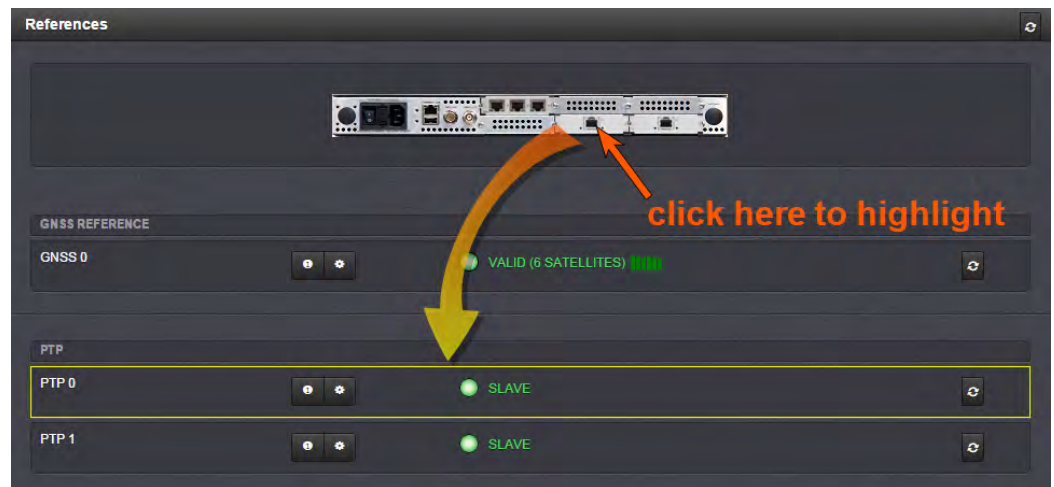 References
click here to highlight
GNSS REFERENCE
GNSS 0
VALID (6 SATELLITES)
PTP
PTP 0
SLAVE
PTP 1
SLAVE